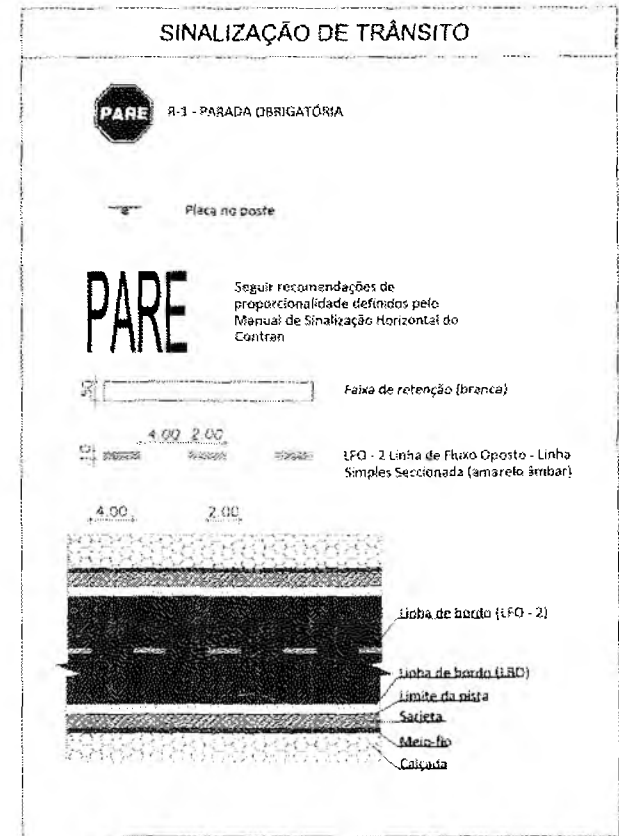 SINALIZAÇÃO DE TRÂNSITO
PARE
R-1 - PARADA OBRIGATÓRIA
Placa no poste
PARE
Seguir recomendações de
proporcionalidade definidos pelo
Manual de Sinalização Horizontal do
Contran
Faixa de retenção (branca)
4.00 2.00
LFO - 2 Linha de Fluxo Oposto - Linha
Simples Seccionada (amarelo âmbar)
4.00 2.00
Linha de bordo (LFO - 2)
Linha de bordo (LBO)
Limite da pista
Sarjeta
Meio-fio
Calçada